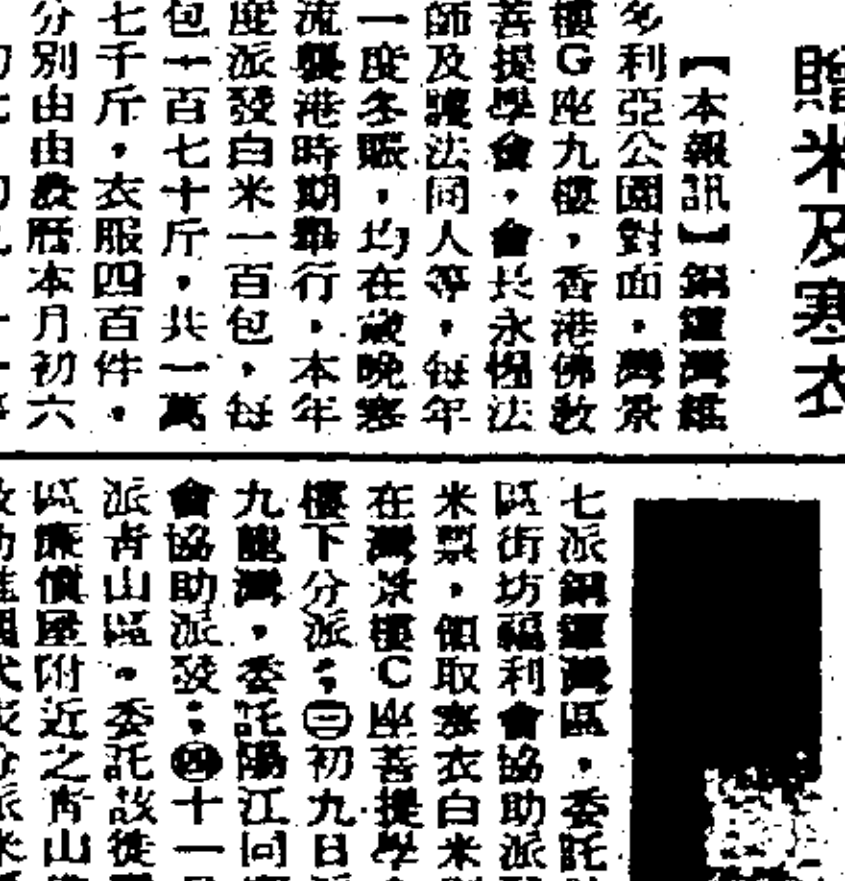 贈米及寒衣
【本報訊】銅鑼灣維
多利亞公園對面，灣景
樓G座九樓，香港佛教
菩提學會，會長永惺法
師及護法同人等，每年
一度冬賑，均在歲晚寒
流襲港時期舉行，本年
度派發白米一百包，每
包一百七十斤，共一萬
七千斤，衣服四百件，
分別由由農曆本月初六
七派銅鑼灣區，委託
區街坊福利會協助派
米票，領取寒衣白米
在灣景樓C座菩提學
樓下分派；㊂初九日
九龍灣，委託陽江同
會協助派發；㊃十一
派青山區，委託故徒
區廉價屋附近之青山